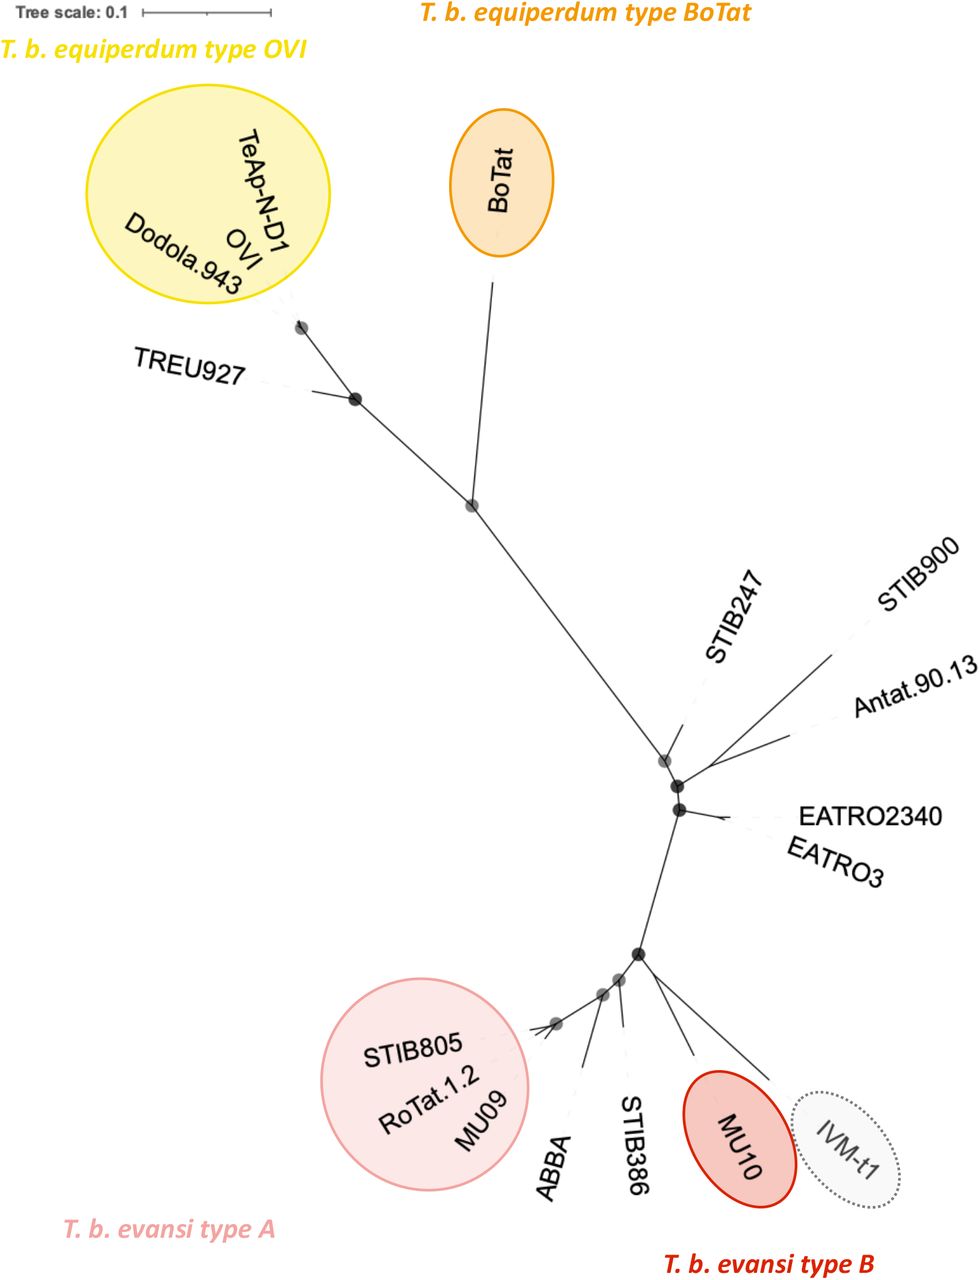 Tree scale: 0.1
T. b. equiperdum type BoTat
T. b. equiperdum type OVI
TeAp-N-D1
OVI
Dodola.943
BoTat
TREU927
STIB900
STIB247
Antat.90.13
EATRO2340
EATRO3
STIB805
RoTat.1.2
MU09
ABBA
STIB386
MU10
IVM-t1
T. b. evansi type A
T. b. evansi type B